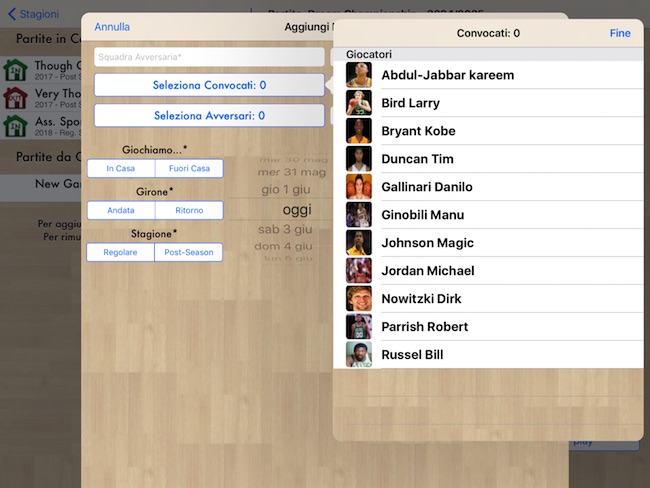 Stagioni
Partite
Partite in C
Though C
2017 - Post S
Very Tho
2017 - Post S
Ass. Spo
2018 - Reg. S
Partite da G
New Gar
Per aggiu
Per rimu
Annulla
Aggiungi
Squadra Avversaria*
Seleziona Convocati: 0
Seleziona Avversari: 0
Giochiamo...*
In Casa
Fuori Casa
Girone*
Andata
Ritorno
Stagione*
Regolare
Post-Season
mar 30 mag
mer 31 mag
gio 1 giu
oggi
sab 3 giu
dom 4 giu
lun 5 giu
Convocati: 0
Fine
Giocatori
Abdul-Jabbar kareem
Bird Larry
Bryant Kobe
Duncan Tim
Gallinari Danilo
Ginobili Manu
Johnson Magic
Jordan Michael
Nowitzki Dirk
Parrish Robert
Russel Bill
play